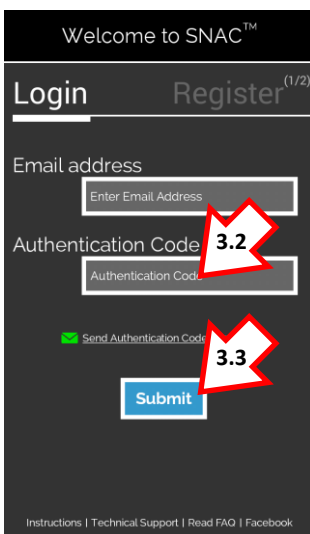 Welcome to SNAC™
Login Register (1/2)
Email address
Enter Email Address
Authentication Code
3.2
Authentication Code
Send Authentication Code
3.3
Submit
Instructions | Technical Support | Read FAQ | Facebook